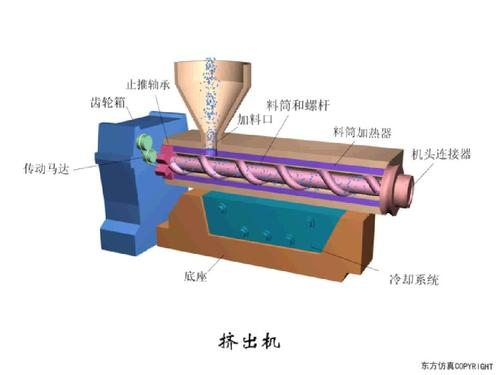 止推轴承
齿轮箱
加料口
料筒和螺杆
料筒加热器
机头连接器
传动马达
底座
冷却系统
挤出机
东方仿真COPYRIGHT